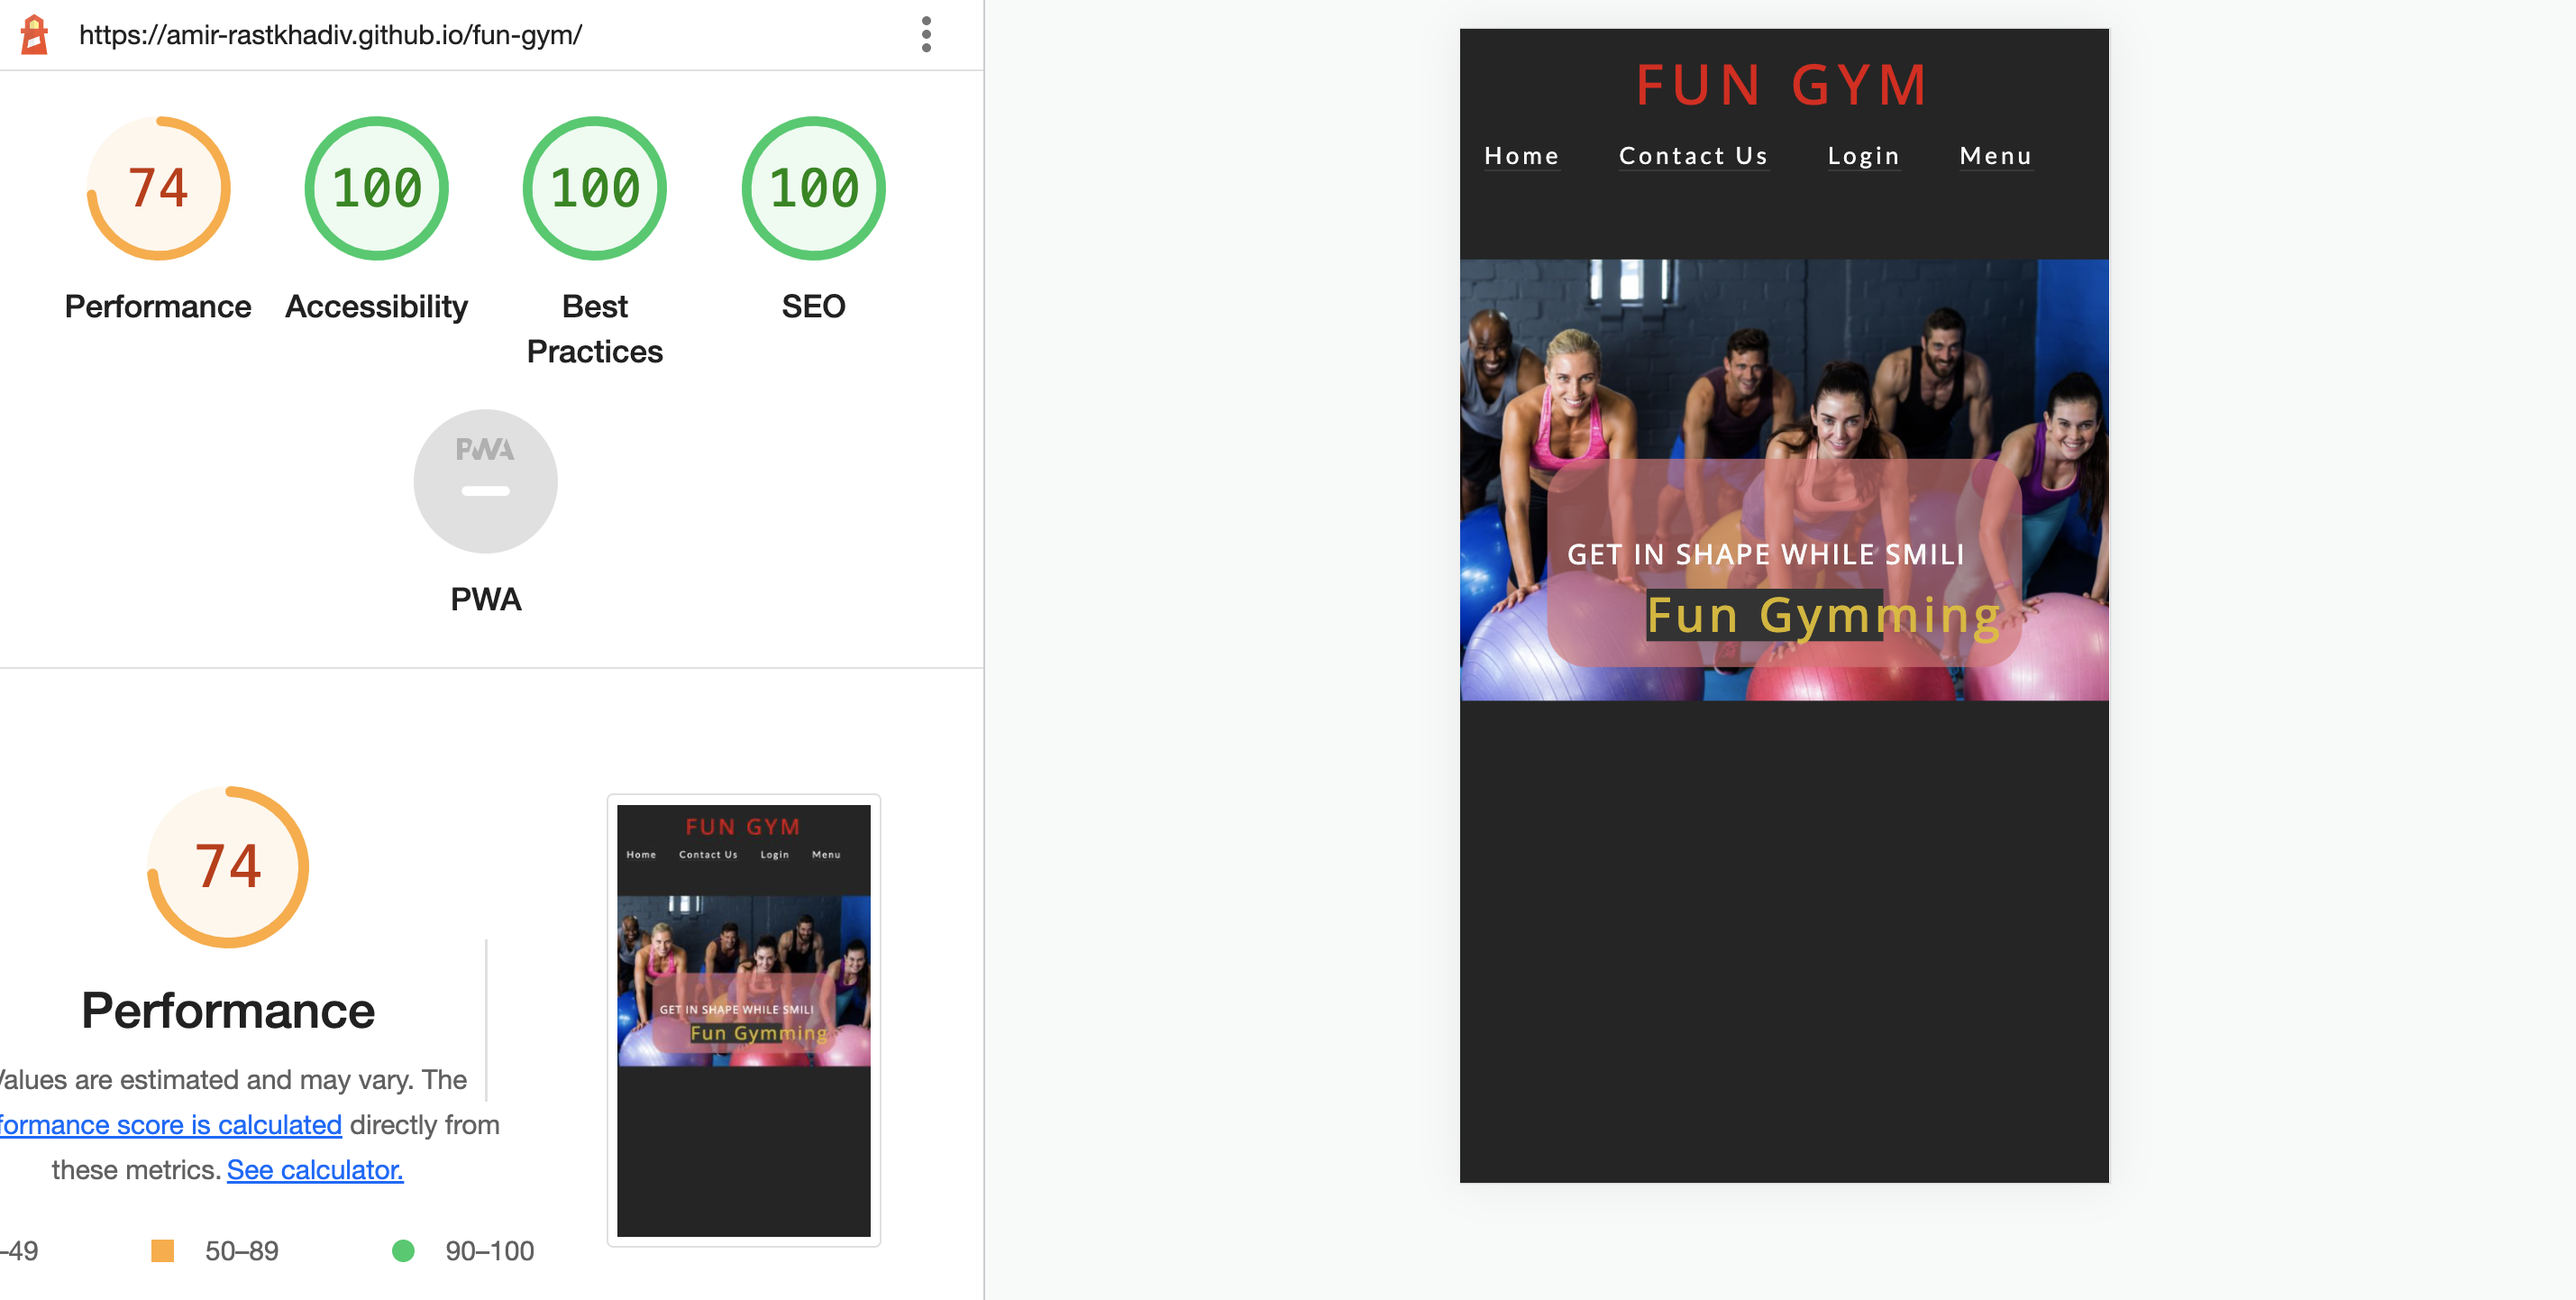 https://amir-rastkhadiv.github.io/fun-gym/
74
100
100
100
Performance
Accessibility
Best
Practices
SEO
PWA
PWA
74
Performance
Values are estimated and may vary. The
formance score is calculated directly from
these metrics. See calculator.
–49
50–89
90–100
FUN GYM
Home
Contact Us
Login
Menu
GET IN SHAPE WHILE SMILI
Fun Gymming
FUN GYM
Home
Contact Us
Login
Menu
GET IN SHAPE WHILE SMILI
Fun Gymming